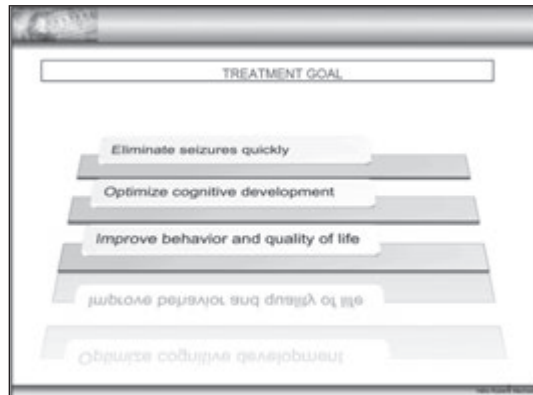 TREATMENT GOAL
Eliminate seizures quickly
Optimize cognitive development
Improve behavior and quality of life